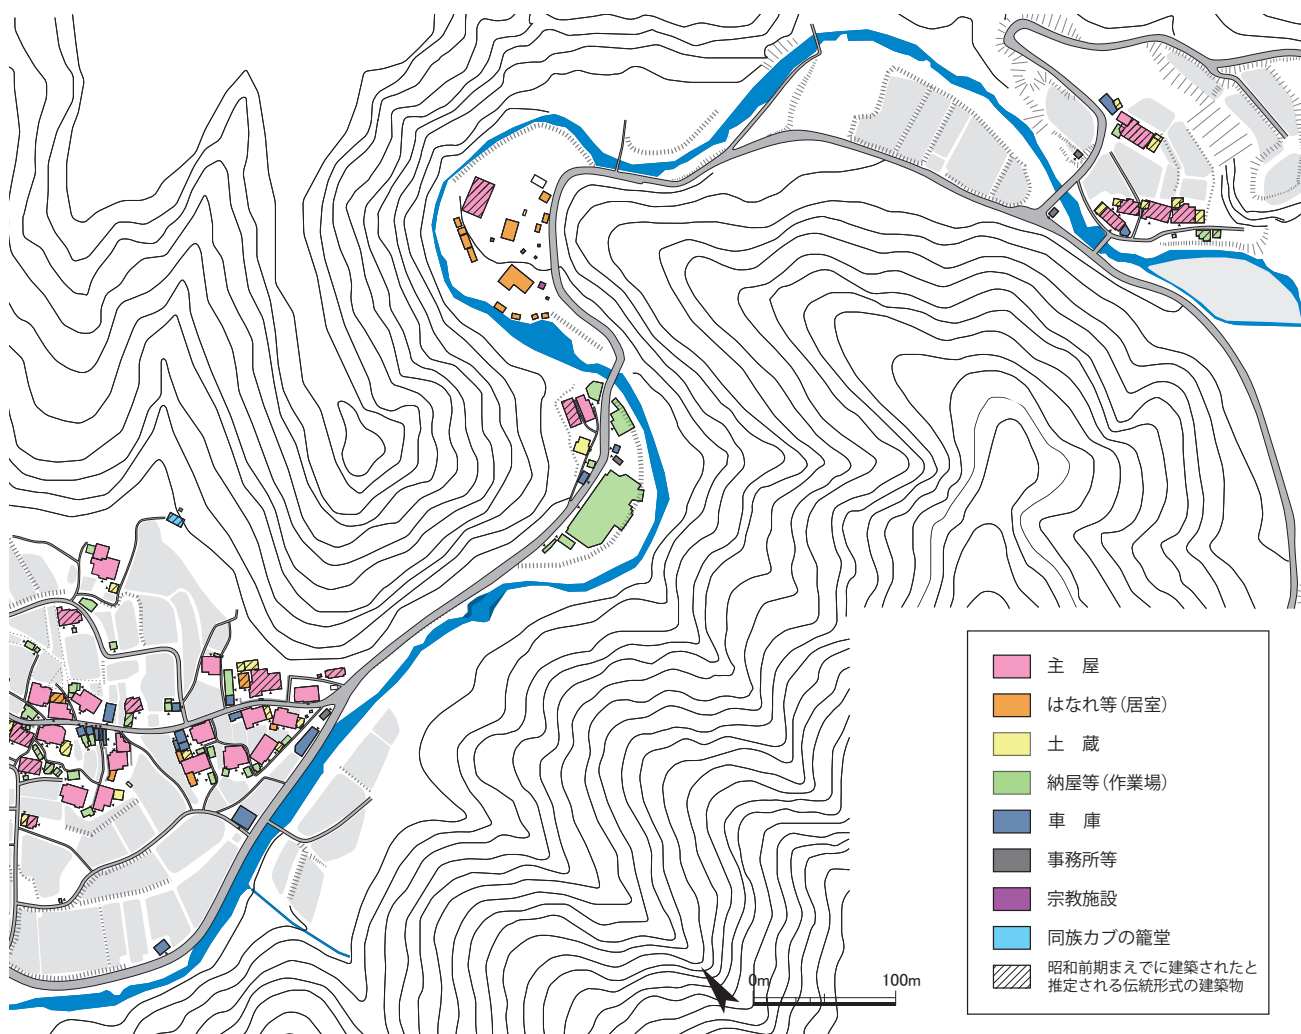 主　屋
はなれ等（居室）
土　蔵
納屋等（作業場）
車　庫
事務所等
宗教施設
同族カブの籠堂
昭和前期まえでに建築されたと
推定される伝統形式の建築物
0m
100m